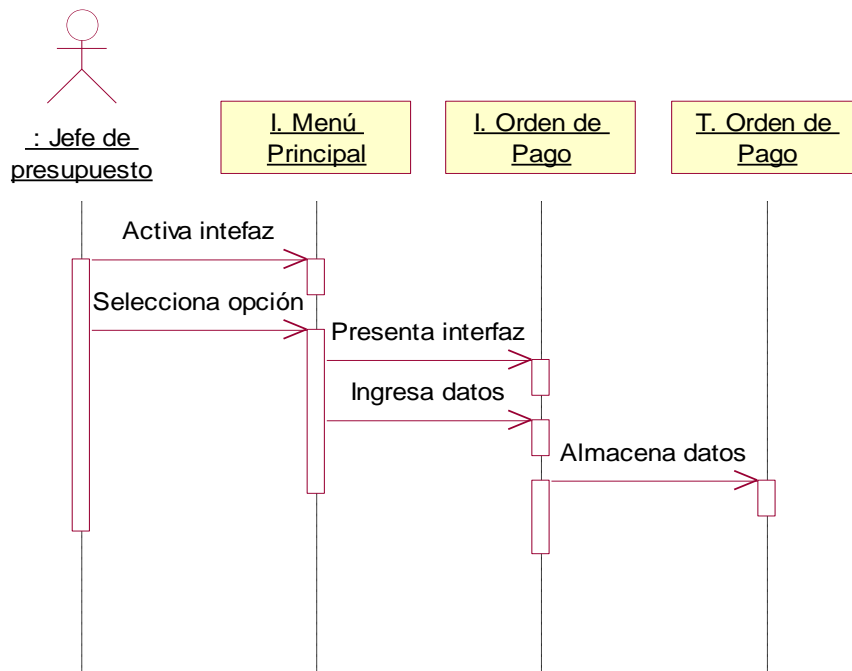 : Jefe de
presupuesto
I. Menú
Principal
I. Orden de
Pago
T. Orden de
Pago
Activa intefaz
Selecciona opción
Presenta interfaz
Ingresa datos
Almacena datos